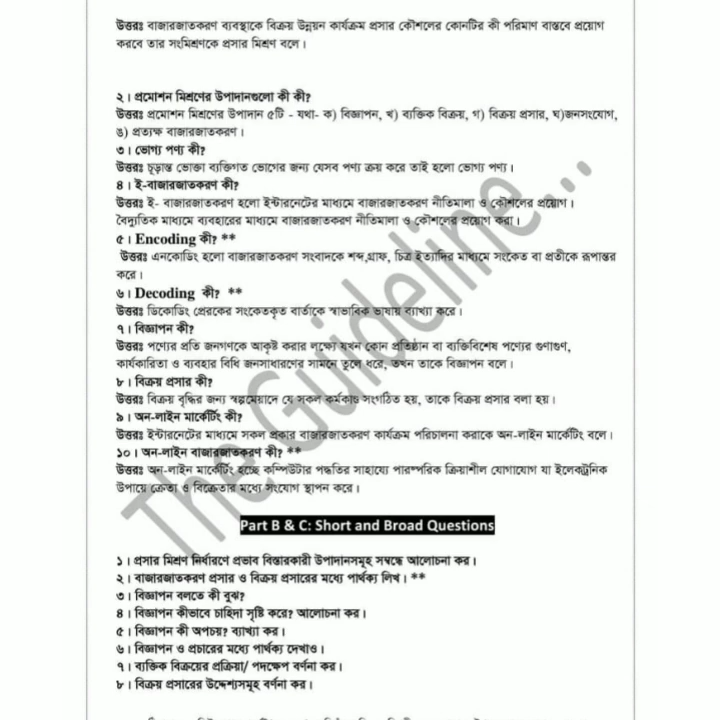 উত্তরঃ বাজারজাতকরণ ব্যবস্থাকে বিক্রয় উন্নয়ন কার্যক্রম প্রসার কৌশলের কোনটির কী পরিমাণ বাস্তবে প্রয়োগ
করবে তার সংমিশ্রণকে প্রসার মিশ্রণ বলে।
২। প্রমোশন মিশ্রণের উপাদানগুলো কী কী?
উত্তরঃ প্রমোশন মিশ্রণের উপাদান ৫টি - যথা- ক) বিজ্ঞাপন, খ) ব্যক্তিক বিক্রয়, গ) বিক্রয় প্রসার, ঘ)জনসংযোগ,
ঙ) প্রত্যক্ষ বাজারজাতকরণ।
৩। ভোগ্য পণ্য কী?
উত্তরঃ চূড়ান্ত ভোক্তা ব্যক্তিগত ভোগের জন্য যেসব পণ্য ক্রয় করে তাই হলো ভোগ্য পণ্য।
৪। ই-বাজারজাতকরণ কী?
উত্তরঃ ই- বাজারজাতকরণ হলো ইন্টারনেটের মাধ্যমে বাজারজাতকরণ নীতিমালা ও কৌশলের প্রয়োগ।
বৈদ্যুতিক মাধ্যমে ব্যবহারের মাধ্যমে বাজারজাতকরণ নীতিমালা ও কৌশলের প্রয়োগ করা।
৫। Encoding কী? **
উত্তরঃ এনকোডিং হলো বাজারজাতকরণ সংবাদকে শব্দ,গ্রাফ, চিত্র ইত্যাদির মাধ্যমে সংকেত বা প্রতীকে রূপান্তর
করে।
৬। Decoding কী? **
উত্তরঃ ডিকোডিং প্রেরকের সংকেতকৃত বার্তাকে স্বাভাবিক ভাষায় ব্যাখ্যা করে।
৭। বিজ্ঞাপন কী?
উত্তরঃ পণ্যের প্রতি জনগণকে আকৃষ্ট করার লক্ষ্যে যখন কোন প্রতিষ্ঠান বা ব্যক্তিবিশেষ পণ্যের গুণাগুণ,
কার্যকারিতা ও ব্যবহার বিধি জনসাধারণের সামনে তুলে ধরে, তখন তাকে বিজ্ঞাপন বলে।
৮। বিক্রয় প্রসার কী?
উত্তরঃ বিক্রয় বৃদ্ধির জন্য স্বল্পমেয়াদে যে সকল কর্মকাণ্ড সংগঠিত হয়, তাকে বিক্রয় প্রসার বলা হয়।
৯। অন-লাইন মার্কেটিং কী?
উত্তরঃ ইন্টারনেটের মাধ্যমে সকল প্রকার বাজারজাতকরণ কার্যক্রম পরিচালনা করাকে অন-লাইন মার্কেটিং বলে।
১০। অন-লাইন বাজারজাতকরণ কী? **
উত্তরঃ অন-লাইন মার্কেটিং হচ্ছে কম্পিউটার পদ্ধতির সাহায্যে পারস্পরিক ক্রিয়াশীল যোগাযোগ যা ইলেকট্রনিক
উপায়ে ক্রেতা ও বিক্রেতার মধ্যে সংযোগ স্থাপন করে।
The Guideline...
Part B & C: Short and Broad Questions
১। প্রসার মিশ্রণ নির্ধারণে প্রভাব বিস্তারকারী উপাদানসমূহ সম্বন্ধে আলোচনা কর।
২। বাজারজাতকরণ প্রসার ও বিক্রয় প্রসারের মধ্যে পার্থক্য লিখ। **
৩। বিজ্ঞাপন বলতে কী বুঝ?
৪। বিজ্ঞাপন কীভাবে চাহিদা সৃষ্টি করে? আলোচনা কর।
৫। বিজ্ঞাপন কী অপচয়? ব্যাখ্যা কর।
৬। বিজ্ঞাপন ও প্রচারের মধ্যে পার্থক্য দেখাও।
৭। ব্যক্তিক বিক্রয়ের প্রক্রিয়া/ পদক্ষেপ বর্ণনা কর।
৮। বিক্রয় প্রসারের উদ্দেশ্যসমূহ বর্ণনা কর।